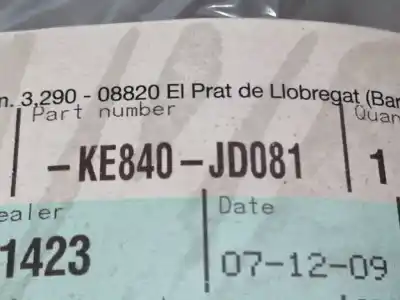 m. 3,290 - 08820 El Prat de Llobregat (Bar
Part number
Quan
-KE840-JD081
1
ealer
Date
1423
07-12-09